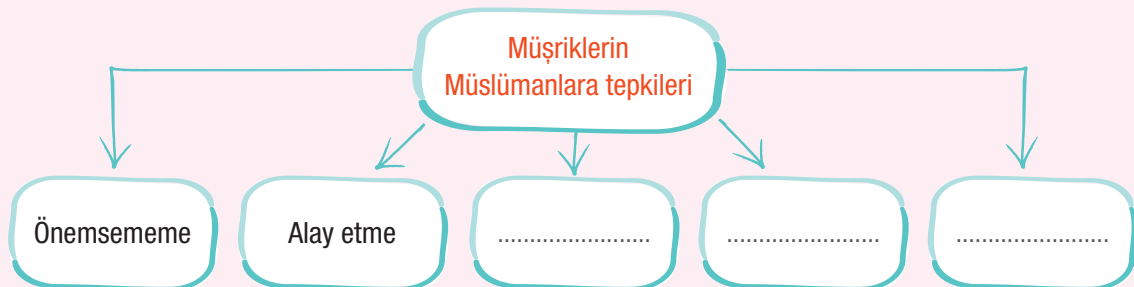 Müşriklerin
Müslümanlara tepkileri
Önemsememe
Alay etme
........................
........................
........................